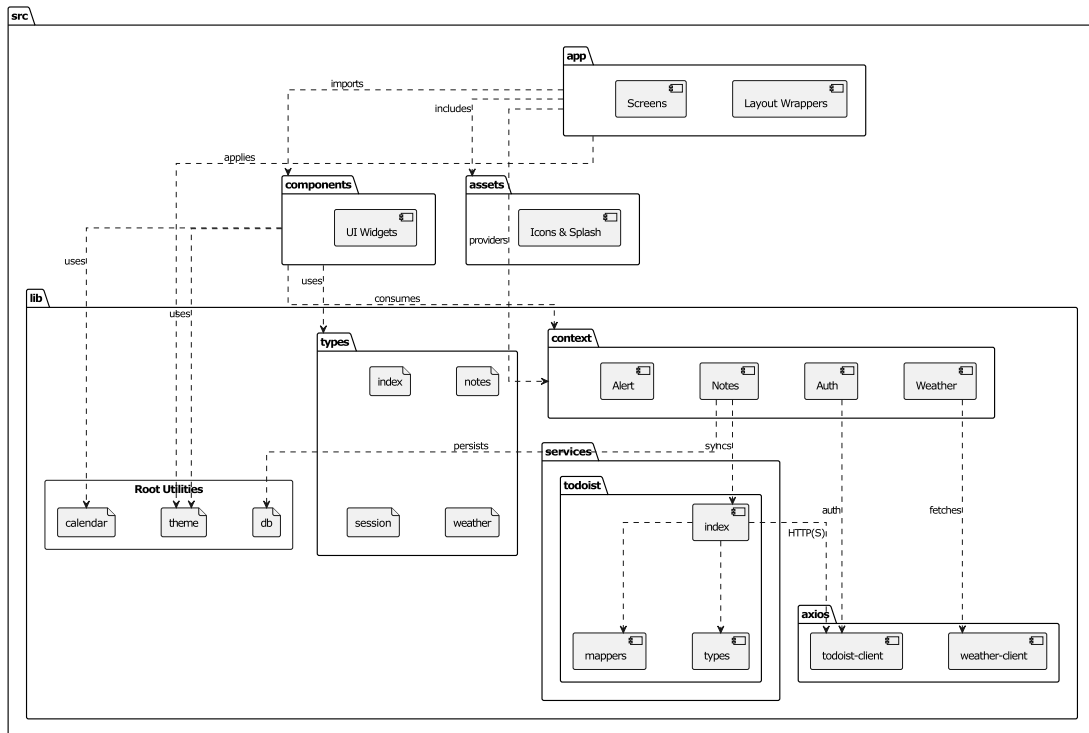 src
app
Screens
Layout Wrappers
imports
includes
applies
components
UI Widgets
assets
Icons & Splash
providers
uses
uses
consumes
uses
lib
types
index
notes
session
weather
context
Alert
Notes
Auth
Weather
persists
syncs
services
todoist
index
mappers
types
Root Utilities
calendar
theme
db
HTTP(S)
auth
fetches
axios
todoist-client
weather-client